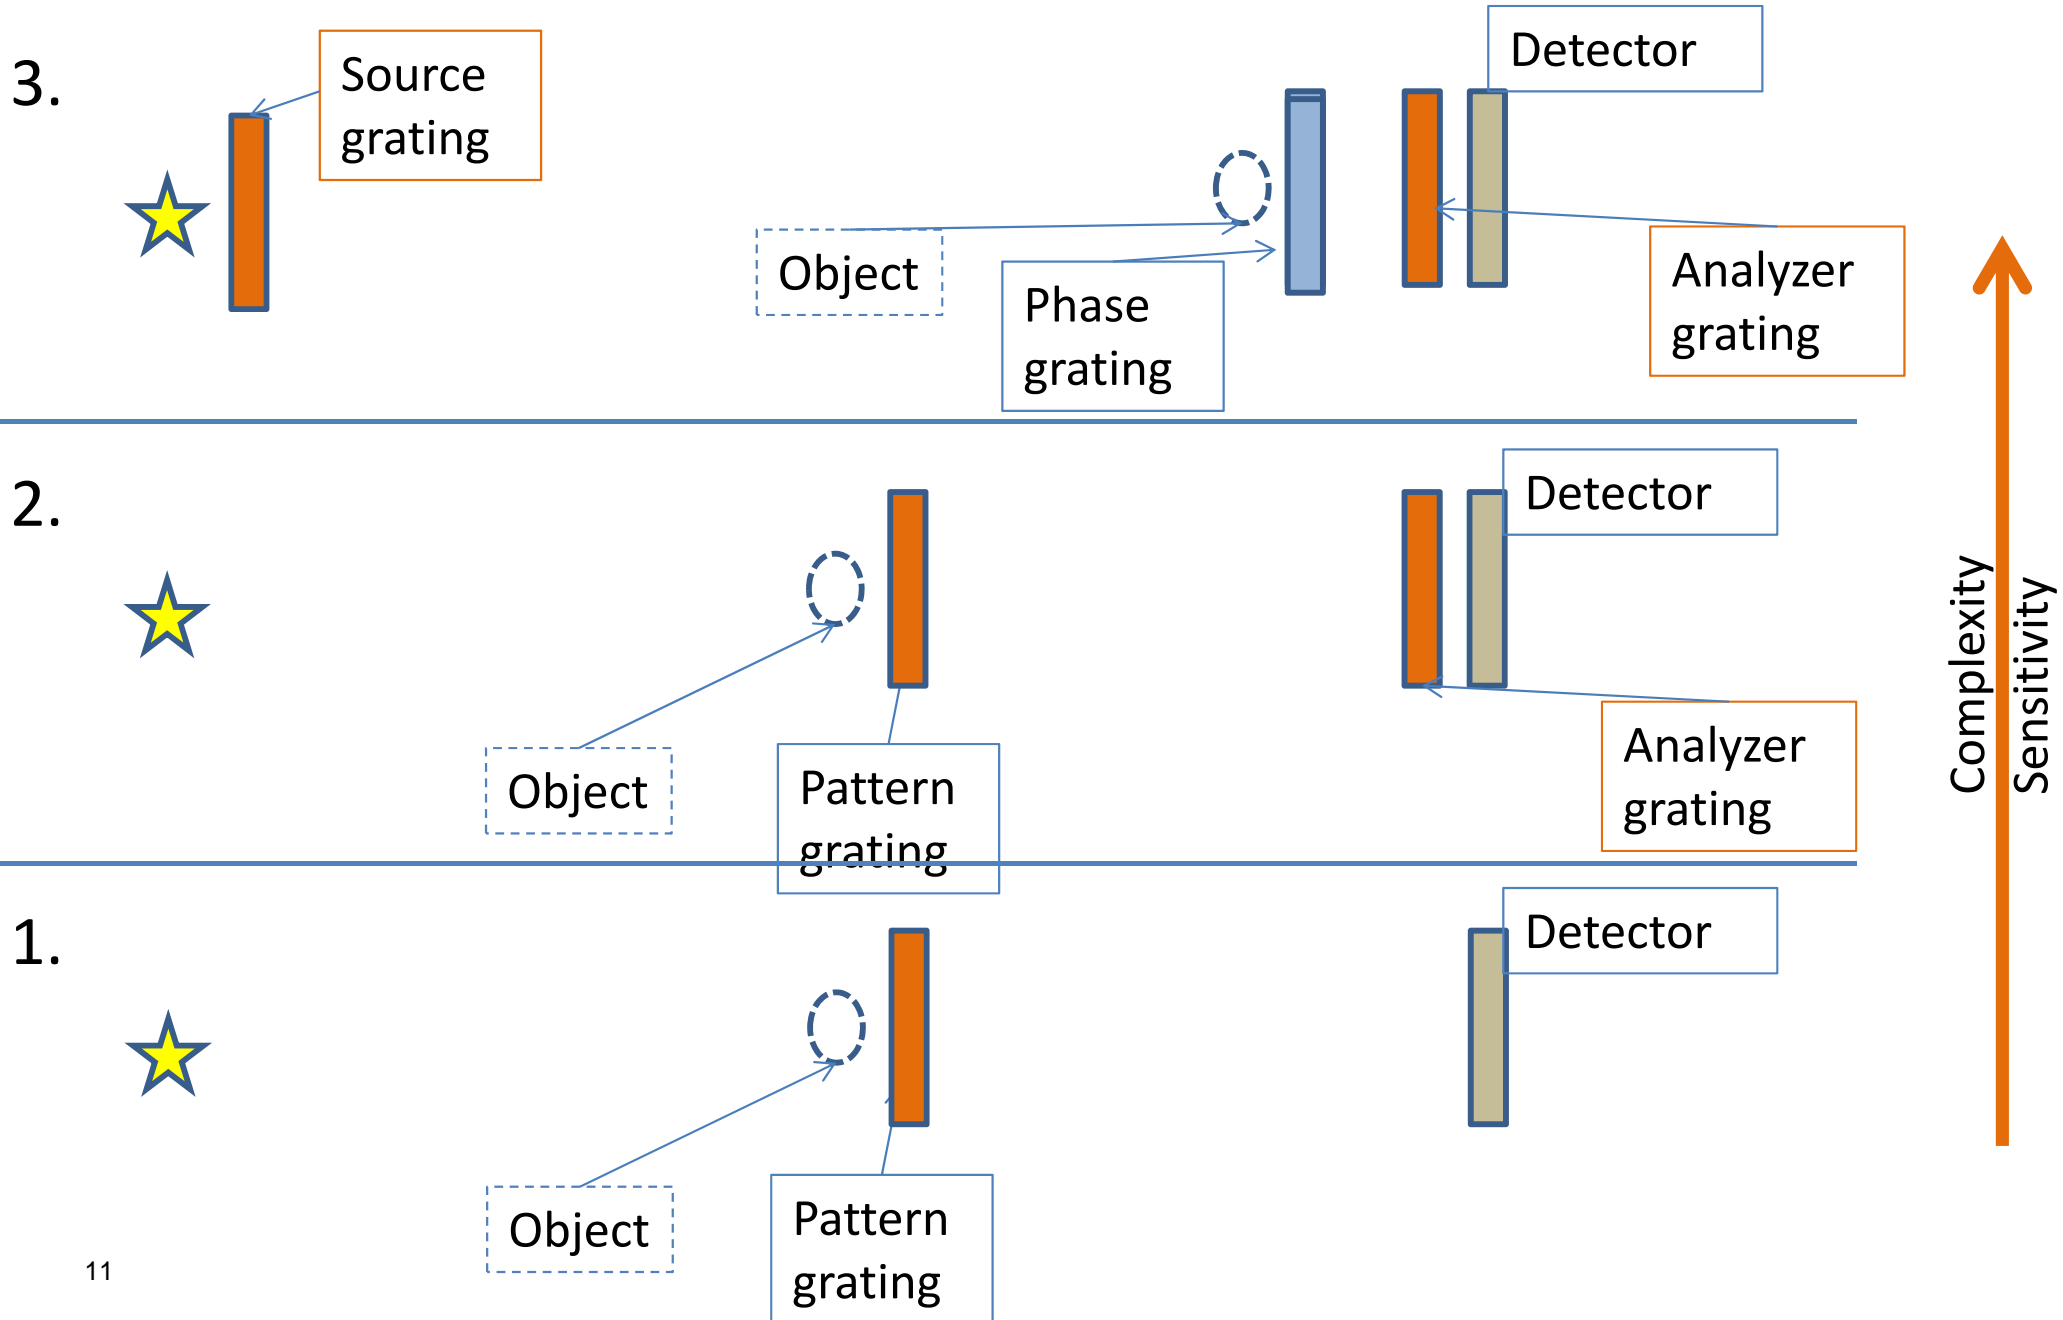 3.
Source
grating
Detector
Object
Phase
grating
Analyzer
grating
2.
Detector
Object
Pattern
grating
Analyzer
grating
Complexity
Sensitivity
1.
Detector
Object
Pattern
grating
11